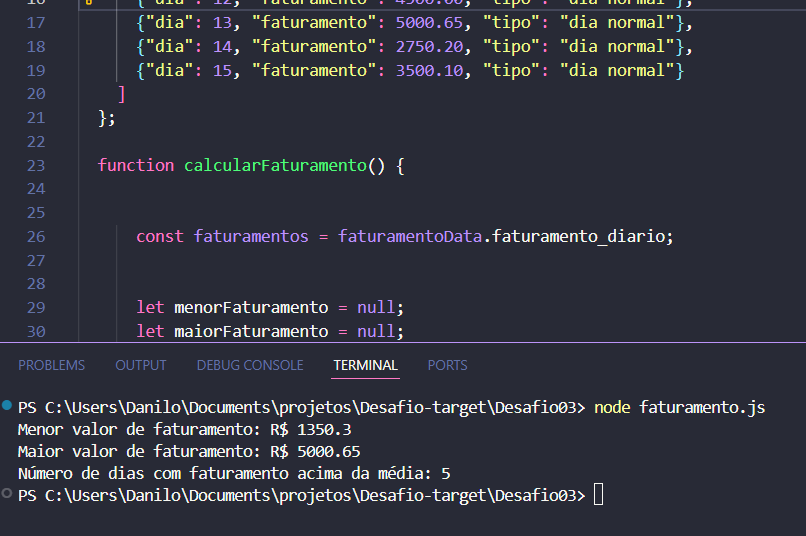 16 {"dia": 12, "faturamento": 4500.00, "tipo": "dia normal"},
17 {"dia": 13, "faturamento": 5000.65, "tipo": "dia normal"},
18 {"dia": 14, "faturamento": 2750.20, "tipo": "dia normal"},
19 {"dia": 15, "faturamento": 3500.10, "tipo": "dia normal"}
20 ]
21 };
22
23 function calcularFaturamento() {
24
25
26 const faturamentos = faturamentoData.faturamento_diario;
27
28
29 let menorFaturamento = null;
30 let maiorFaturamento = null;
PROBLEMS OUTPUT DEBUG CONSOLE TERMINAL PORTS
PS C:\Users\Danilo\Documents\projetos\Desafio-target\Desafio03> node faturamento.js
Menor valor de faturamento: R$ 1350.3
Maior valor de faturamento: R$ 5000.65
Número de dias com faturamento acima da média: 5
PS C:\Users\Danilo\Documents\projetos\Desafio-target\Desafio03>